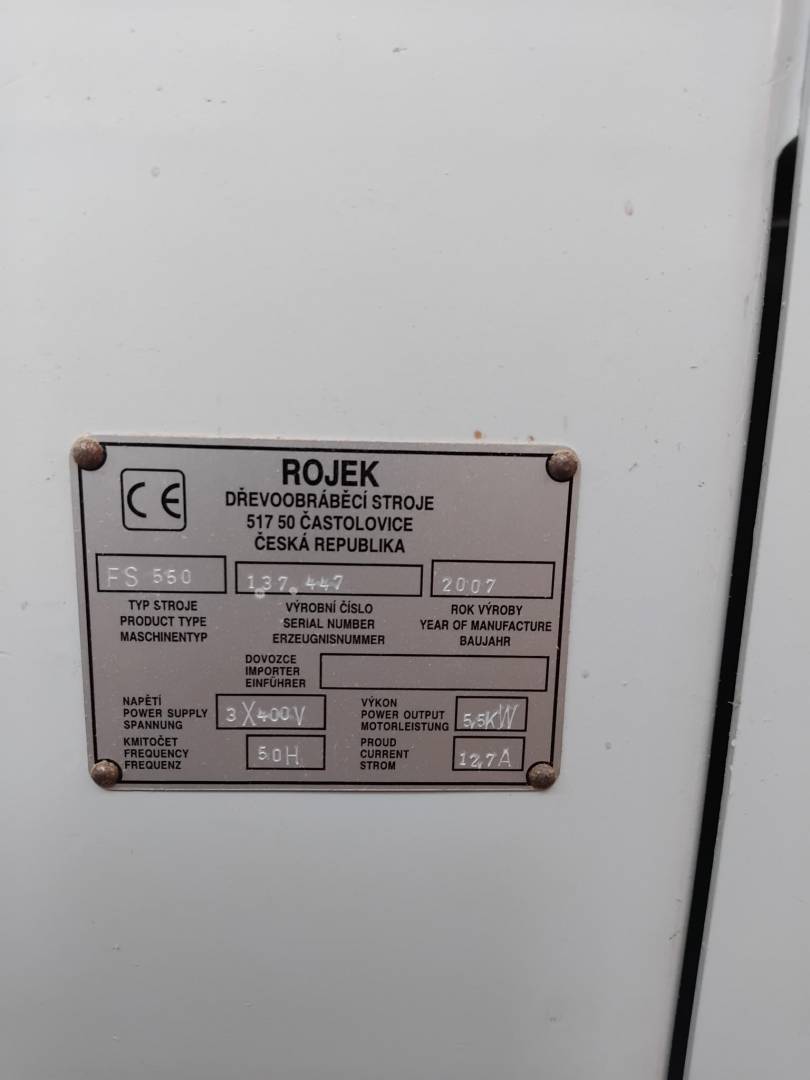 CE
ROJEK
DŘEVOOBRÁBĚCÍ STROJE
517 50 ČASTOLOVICE
ČESKÁ REPUBLIKA
FS 550 137.447 2007
TYP STROJE
PRODUCT TYPE
MASCHINENTYP
VÝROBNÍ ČÍSLO
SERIAL NUMBER
ERZEUGNISNUMMER
ROK VÝROBY
YEAR OF MANUFACTURE
BAUJAHR
DOVOZCE
IMPORTER
EINFÜHRER
NAPĚTÍ
POWER SUPPLY
SPANNUNG
3X400V
VÝKON
POWER OUTPUT
MOTORLEISTUNG
5,5KW
KMITOČET
FREQUENCY
FREQUENZ
50H
PROUD
CURRENT
STROM
12,7A